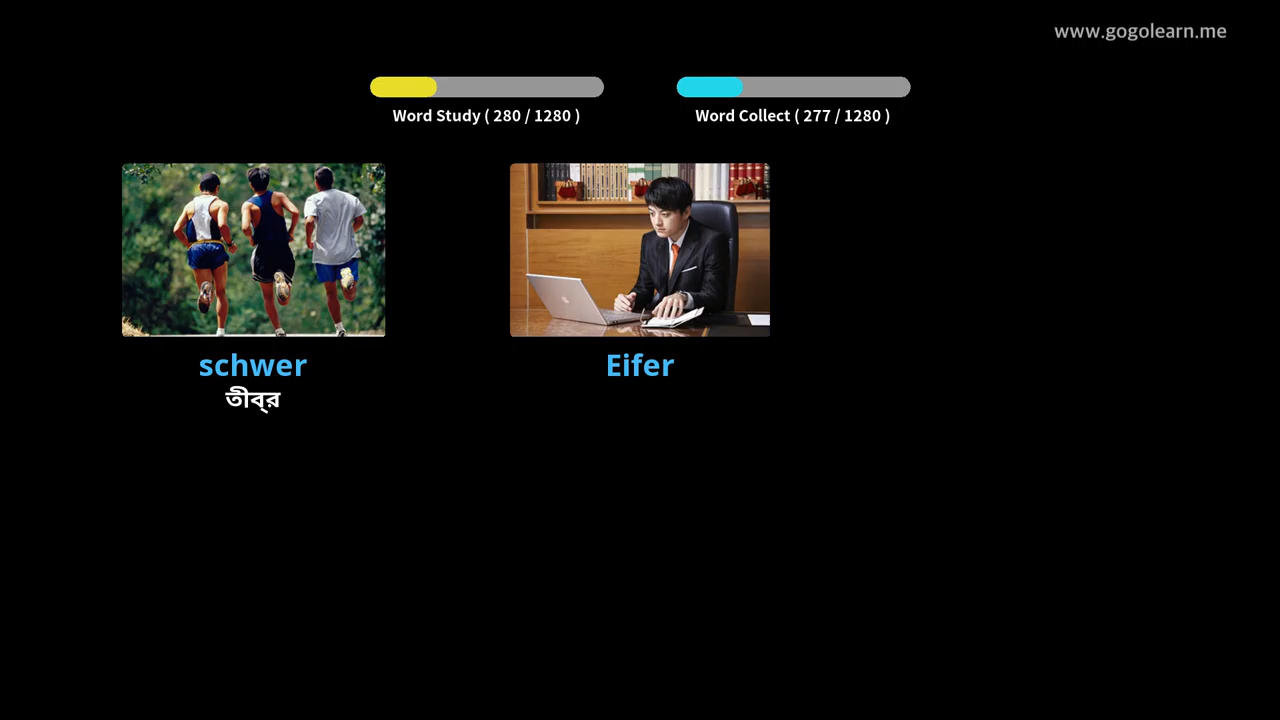 www.gogolearn.me
Word Study ( 280 / 1280 )
Word Collect ( 277 / 1280 )
schwer
তীব্র
Eifer